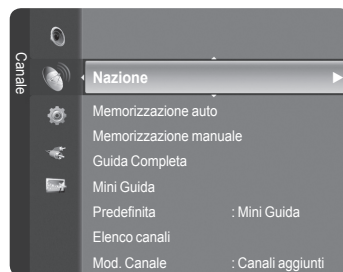 Canale
Nazione
Memorizzazione auto
Memorizzazione manuale
Guida Completa
Mini Guida
Predefinita : Mini Guida
Elenco canali
Mod. Canale : Canali aggiunti